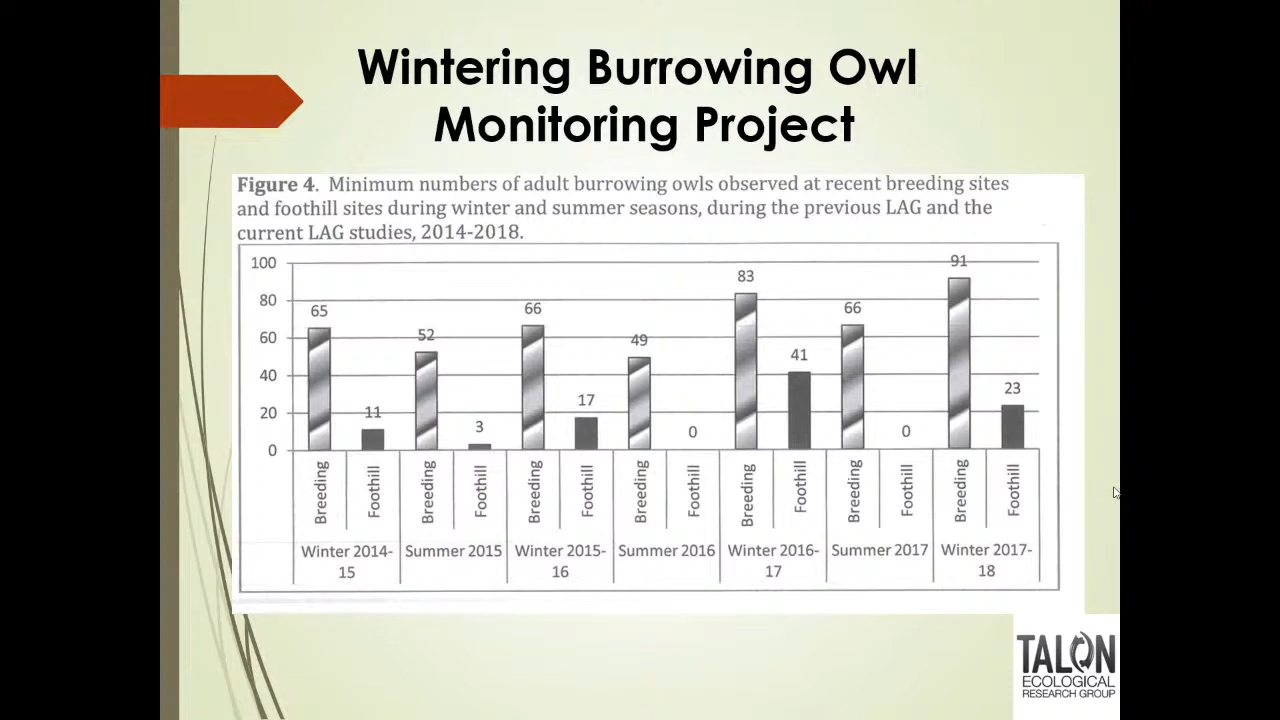 Wintering Burrowing Owl
Monitoring Project
Figure 4. Minimum numbers of adult burrowing owls observed at recent breeding sites
and foothill sites during winter and summer seasons, during the previous LAG and the
current LAG studies, 2014-2018.
100
80
60
40
20
0
65
11
52
3
66
17
49
0
83
41
66
0
91
23
Breeding
Foothill
Breeding
Foothill
Breeding
Foothill
Breeding
Foothill
Breeding
Foothill
Breeding
Foothill
Breeding
Foothill
Winter 2014-
15
Summer 2015
Winter 2015-
16
Summer 2016
Winter 2016-
17
Summer 2017
Winter 2017-
18
TALON
ECOLOGICAL
RESEARCH GROUP